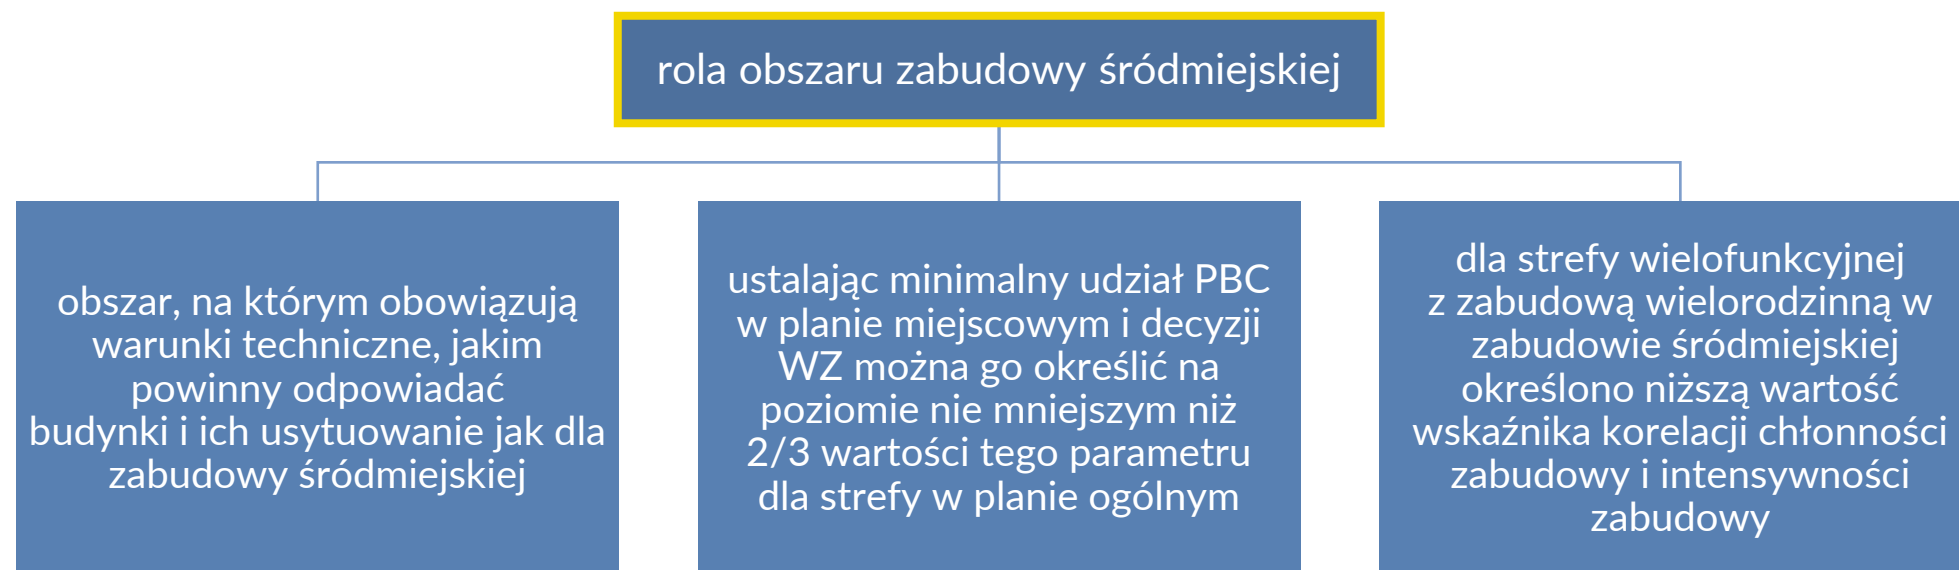 rola obszaru zabudowy śródmiejskiej
obszar, na którym obowiązują
warunki techniczne, jakim
powinny odpowiadać
budynki i ich usytuowanie jak dla
zabudowy śródmiejskiej
ustalając minimalny udział PBC
w planie miejscowym i decyzji
WZ można go określić na
poziomie nie mniejszym niż
2/3 wartości tego parametru
dla strefy w planie ogólnym
dla strefy wielofunkcyjnej
z zabudową wielorodzinną w
zabudowie śródmiejskiej
określono niższą wartość
wskaźnika korelacji chłonności
zabudowy i intensywności
zabudowy